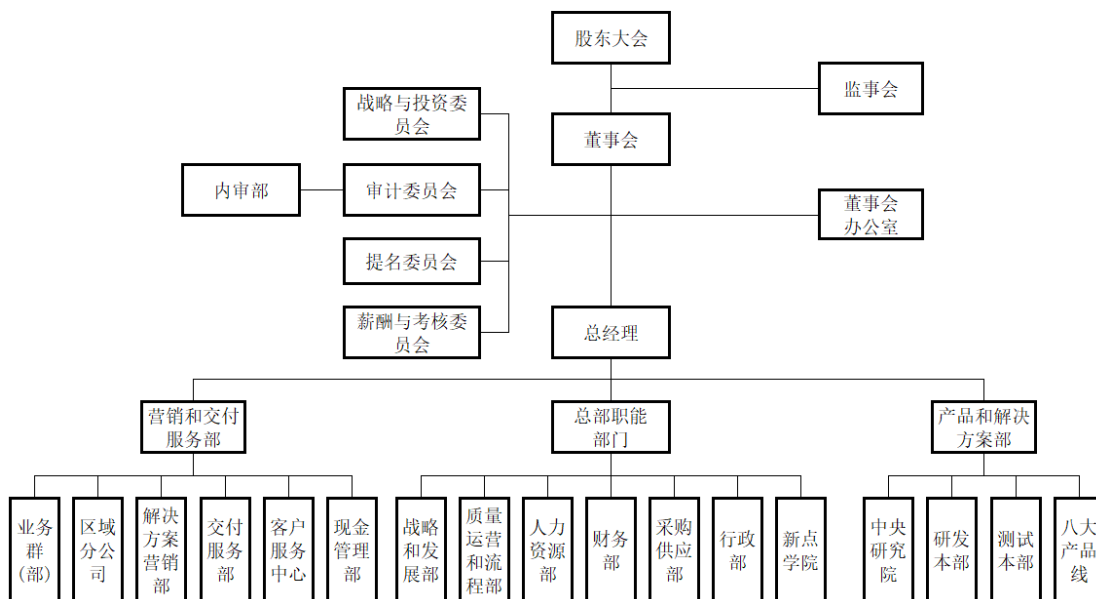 股东大会
监事会
战略与投资委
员会
董事会
内审部
审计委员会
董事会
办公室
提名委员会
薪酬与考核委
员会
总经理
营销和交付
服务部
总部职能
部门
产品和解决
方案部
业务
群
(部)
区域
分公
司
解决
方案
营销
部
交付
服务
部
客户
服务
中心
现金
管理
部
战略
和发
展部
质量
运营
和流
程部
人力
资源
部
财务
部
采购
供应
部
行政
部
新点
学院
中央
研究
院
研发
本部
测试
本部
八大
产品
线